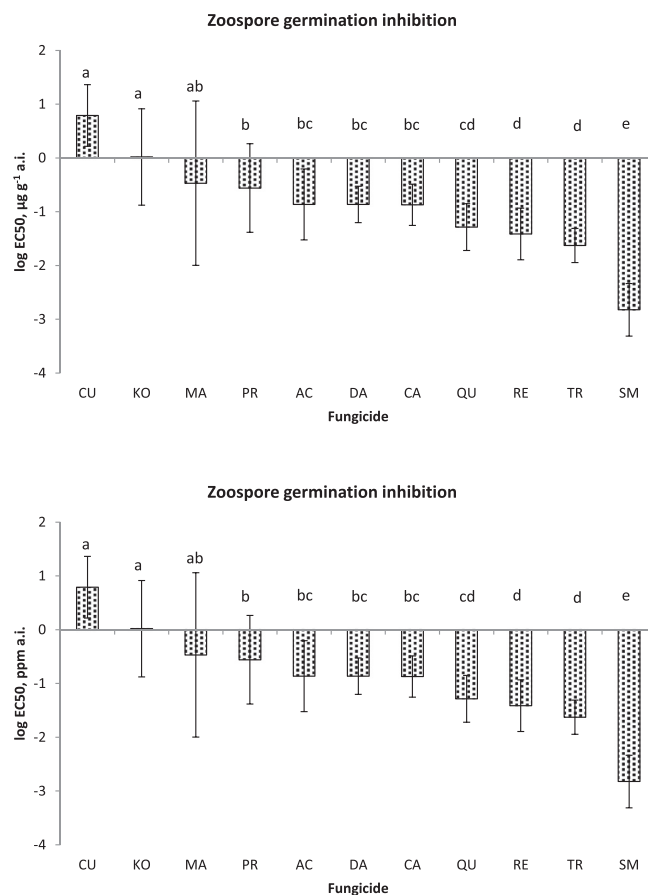 Zoospore germination inhibition
log EC50, µg g-1 a.i.
2
1
0
-1
-2
-3
-4
a a ab b bc bc bc cd d d e
CU KO MA PR AC DA CA QU RE TR SM
Fungicide
Zoospore germination inhibition
log EC50, ppm a.i.
2
1
0
-1
-2
-3
-4
a a ab b bc bc bc cd d d e
CU KO MA PR AC DA CA QU RE TR SM
Fungicide